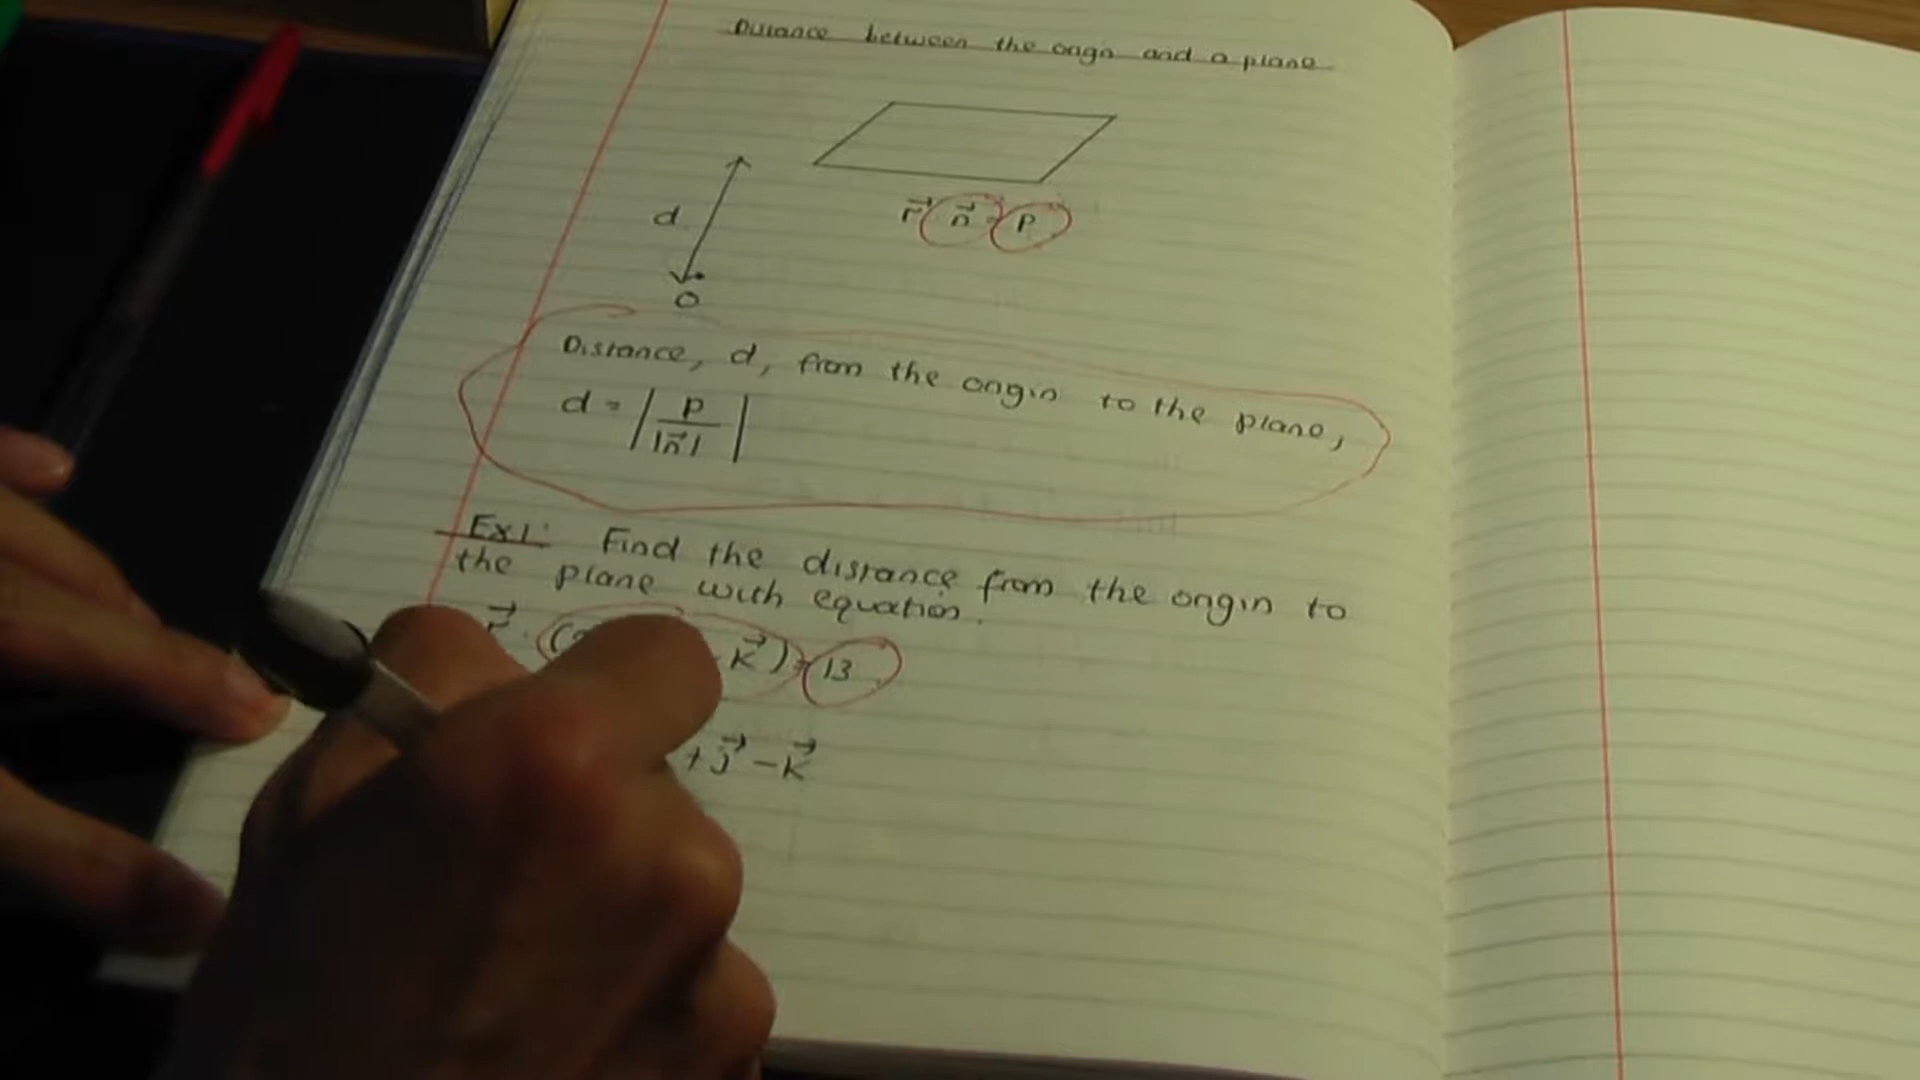 Distance between the origin and a plane
d
r⃗ . n⃗ = p
O
Distance, d, from the origin to the plane,
d = | p / |n⃗| |
Ex1: Find the distance from the origin to
the plane with equation.
r⃗ . ( - k⃗ ) = 13
+ j⃗ - k⃗